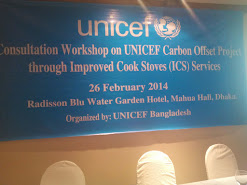 unicef
Consultation Workshop on UNICEF Carbon Offset Project
through Improved Cook Stoves (ICS) Services
26 February 2014
Radisson Blu Water Garden Hotel, Mahua Hall, Dhaka.
Organized by: UNICEF Bangladesh